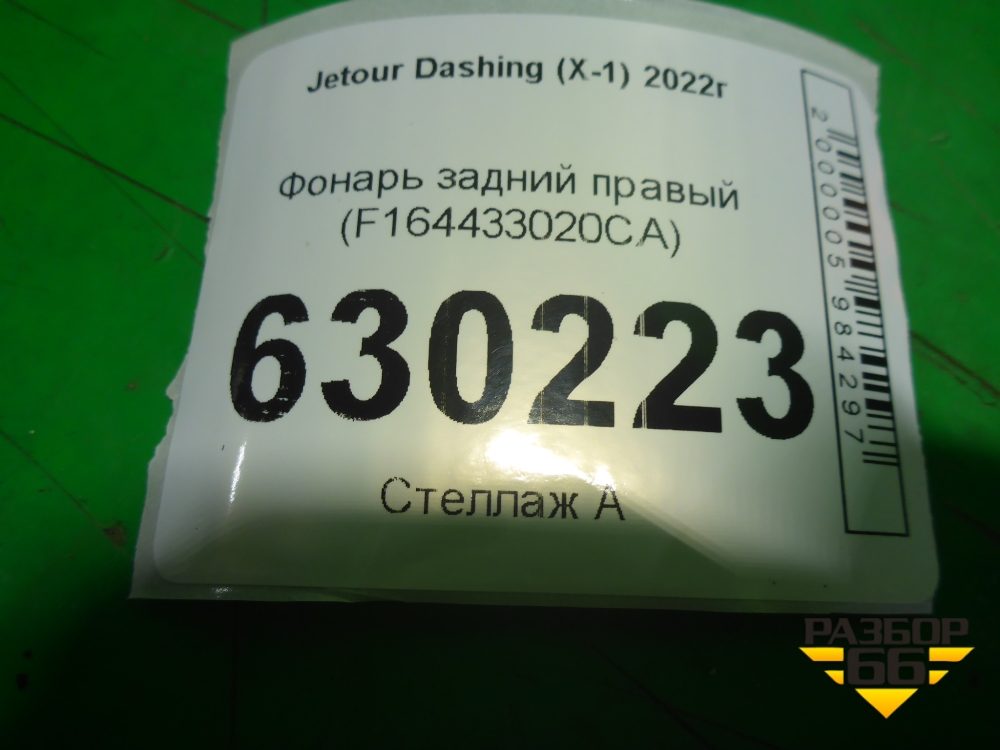 Jetour Dashing (X-1) 2022г
Фонарь задний правый
(F164433020CA)
630223
Стеллаж А
2000005984297
РАЗБОР
66